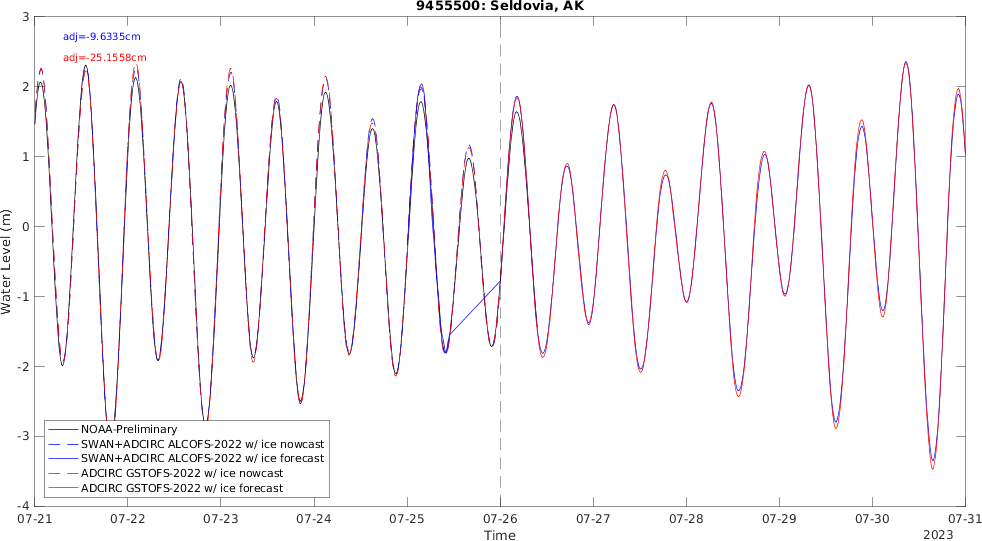 9455500: Seldovia, AK
adj=-9.6335cm
adj=-25.1558cm
Water Level (m)
3
2
1
0
-1
-2
-3
-4
NOAA-Preliminary
SWAN+ADCIRC ALCOFS-2022 w/ ice nowcast
SWAN+ADCIRC ALCOFS-2022 w/ ice forecast
ADCIRC GSTOFS-2022 w/ ice nowcast
ADCIRC GSTOFS-2022 w/ ice forecast
07-21 07-22 07-23 07-24 07-25 07-26 07-27 07-28 07-29 07-30 07-31
Time
2023